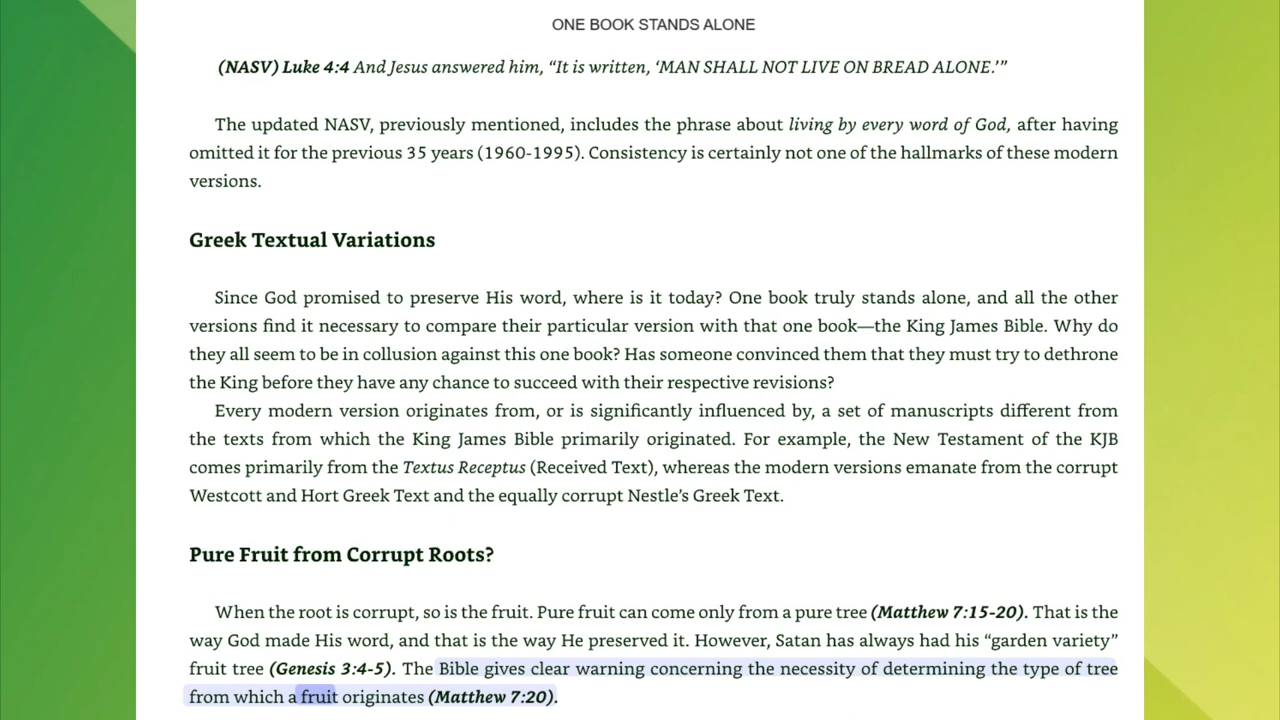 ONE BOOK STANDS ALONE
(NASV) Luke 4:4 And Jesus answered him, “It is written, ‘MAN SHALL NOT LIVE ON BREAD ALONE.’”
The updated NASV, previously mentioned, includes the phrase about living by every word of God, after having
omitted it for the previous 35 years (1960-1995). Consistency is certainly not one of the hallmarks of these modern
versions.
Greek Textual Variations
Since God promised to preserve His word, where is it today? One book truly stands alone, and all the other
versions find it necessary to compare their particular version with that one book—the King James Bible. Why do
they all seem to be in collusion against this one book? Has someone convinced them that they must try to dethrone
the King before they have any chance to succeed with their respective revisions?
Every modern version originates from, or is significantly influenced by, a set of manuscripts different from
the texts from which the King James Bible primarily originated. For example, the New Testament of the KJB
comes primarily from the Textus Receptus (Received Text), whereas the modern versions emanate from the corrupt
Westcott and Hort Greek Text and the equally corrupt Nestle’s Greek Text.
Pure Fruit from Corrupt Roots?
When the root is corrupt, so is the fruit. Pure fruit can come only from a pure tree (Matthew 7:15-20). That is the
way God made His word, and that is the way He preserved it. However, Satan has always had his “garden variety”
fruit tree (Genesis 3:4-5). The Bible gives clear warning concerning the necessity of determining the type of tree
from which a fruit originates (Matthew 7:20).